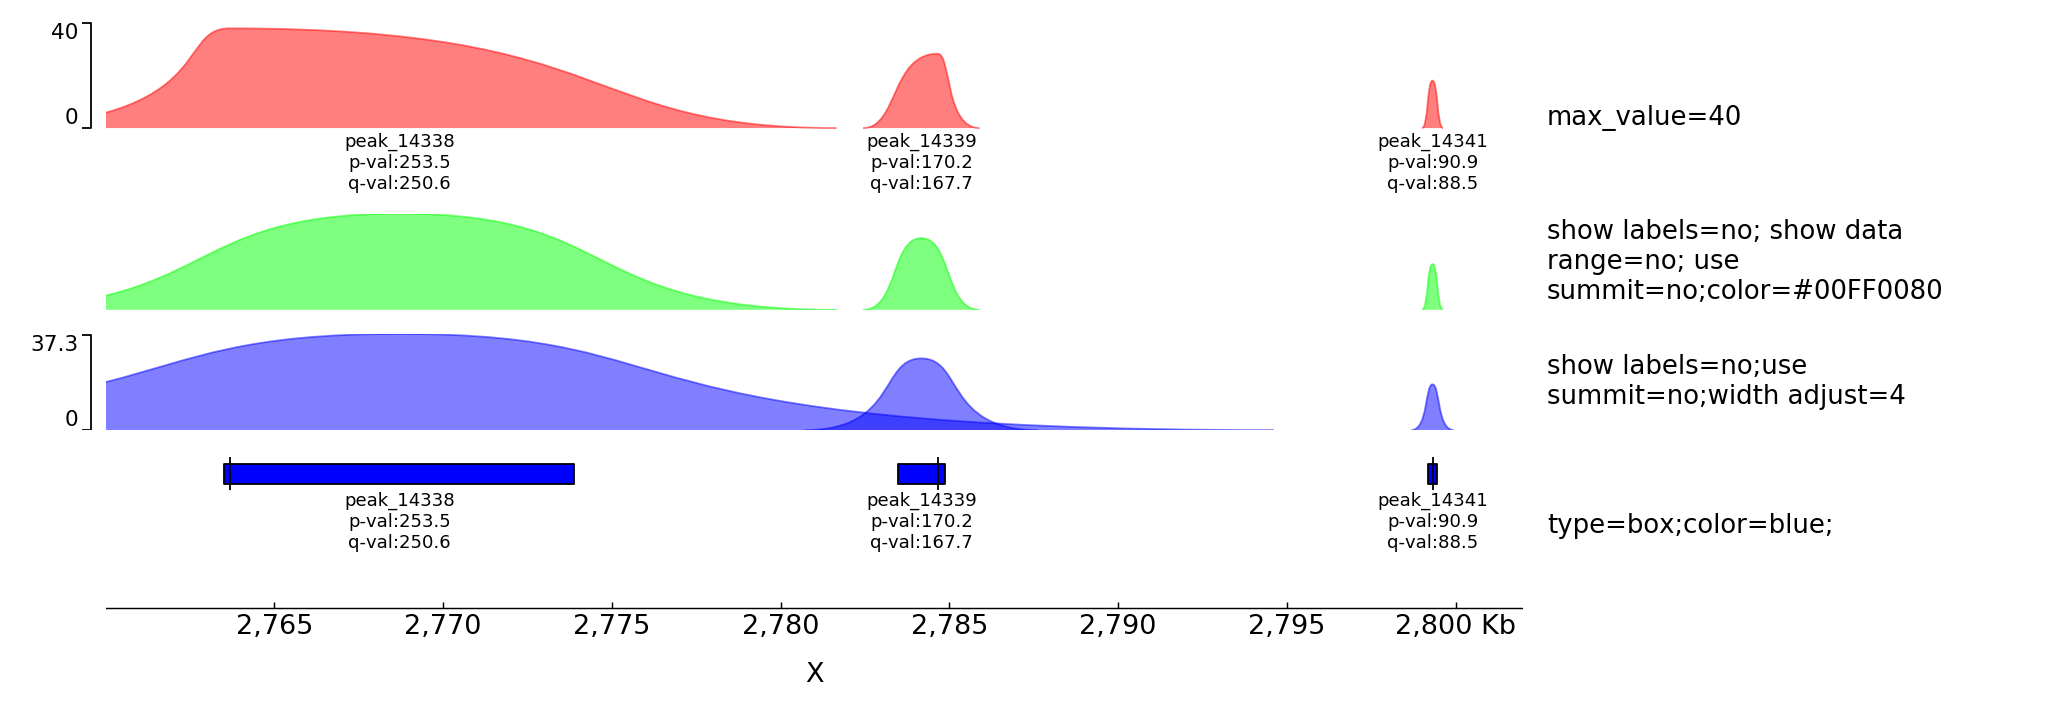 40
0
peak_14338
p-val:253.5
q-val:250.6
peak_14339
p-val:170.2
q-val:167.7
peak_14341
p-val:90.9
q-val:88.5
max_value=40
show labels=no; show data
range=no; use
summit=no;color=#00FF0080
37.3
0
show labels=no;use
summit=no;width adjust=4
peak_14338
p-val:253.5
q-val:250.6
peak_14339
p-val:170.2
q-val:167.7
peak_14341
p-val:90.9
q-val:88.5
type=box;color=blue;
2,765 2,770 2,775 2,780 2,785 2,790 2,795 2,800 Kb
X